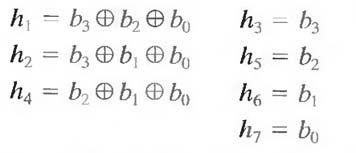 h₁ = b₃ ⊕ b₂ ⊕ b₀
h₂ = b₃ ⊕ b₁ ⊕ b₀
h₄ = b₂ ⊕ b₁ ⊕ b₀
h₃ = b₃
h₅ = b₂
h₆ = b₁
h₇ = b₀